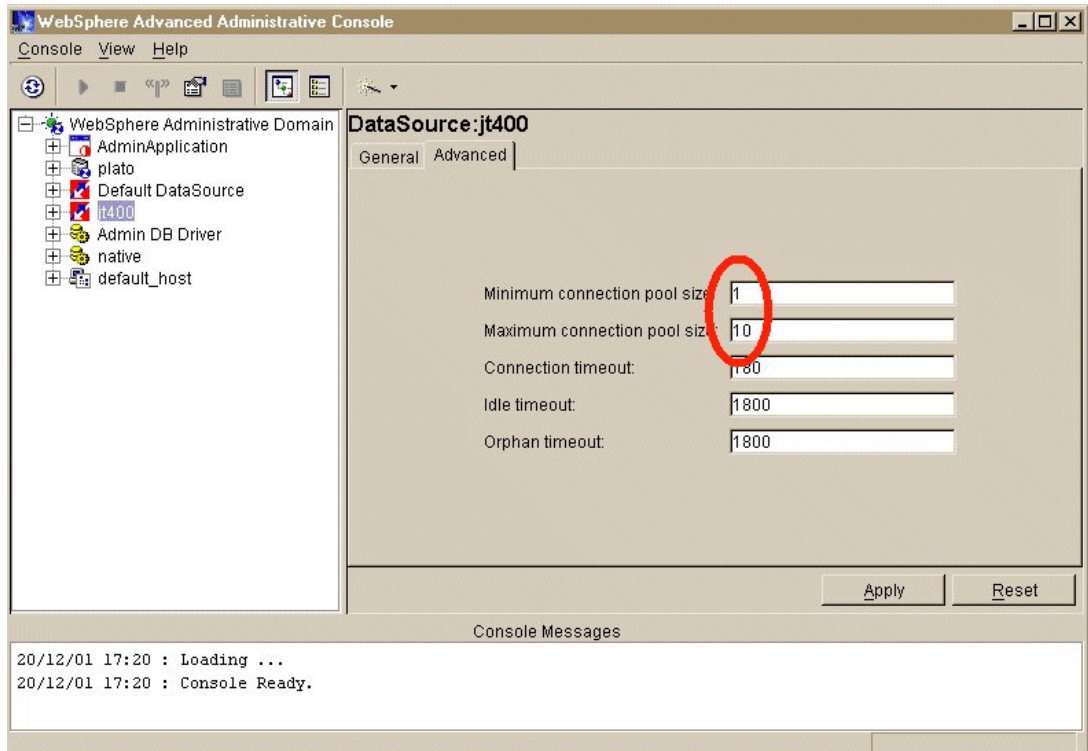 WebSphere Advanced Administrative Console
Console View Help
WebSphere Administrative Domain
AdminApplication
plato
Default DataSource
jt400
Admin DB Driver
native
default_host
DataSource:jt400
General Advanced
Minimum connection pool size: 1
Maximum connection pool size: 10
Connection timeout: 180
Idle timeout: 1800
Orphan timeout: 1800
Apply Reset
Console Messages
20/12/01 17:20 : Loading ...
20/12/01 17:20 : Console Ready.